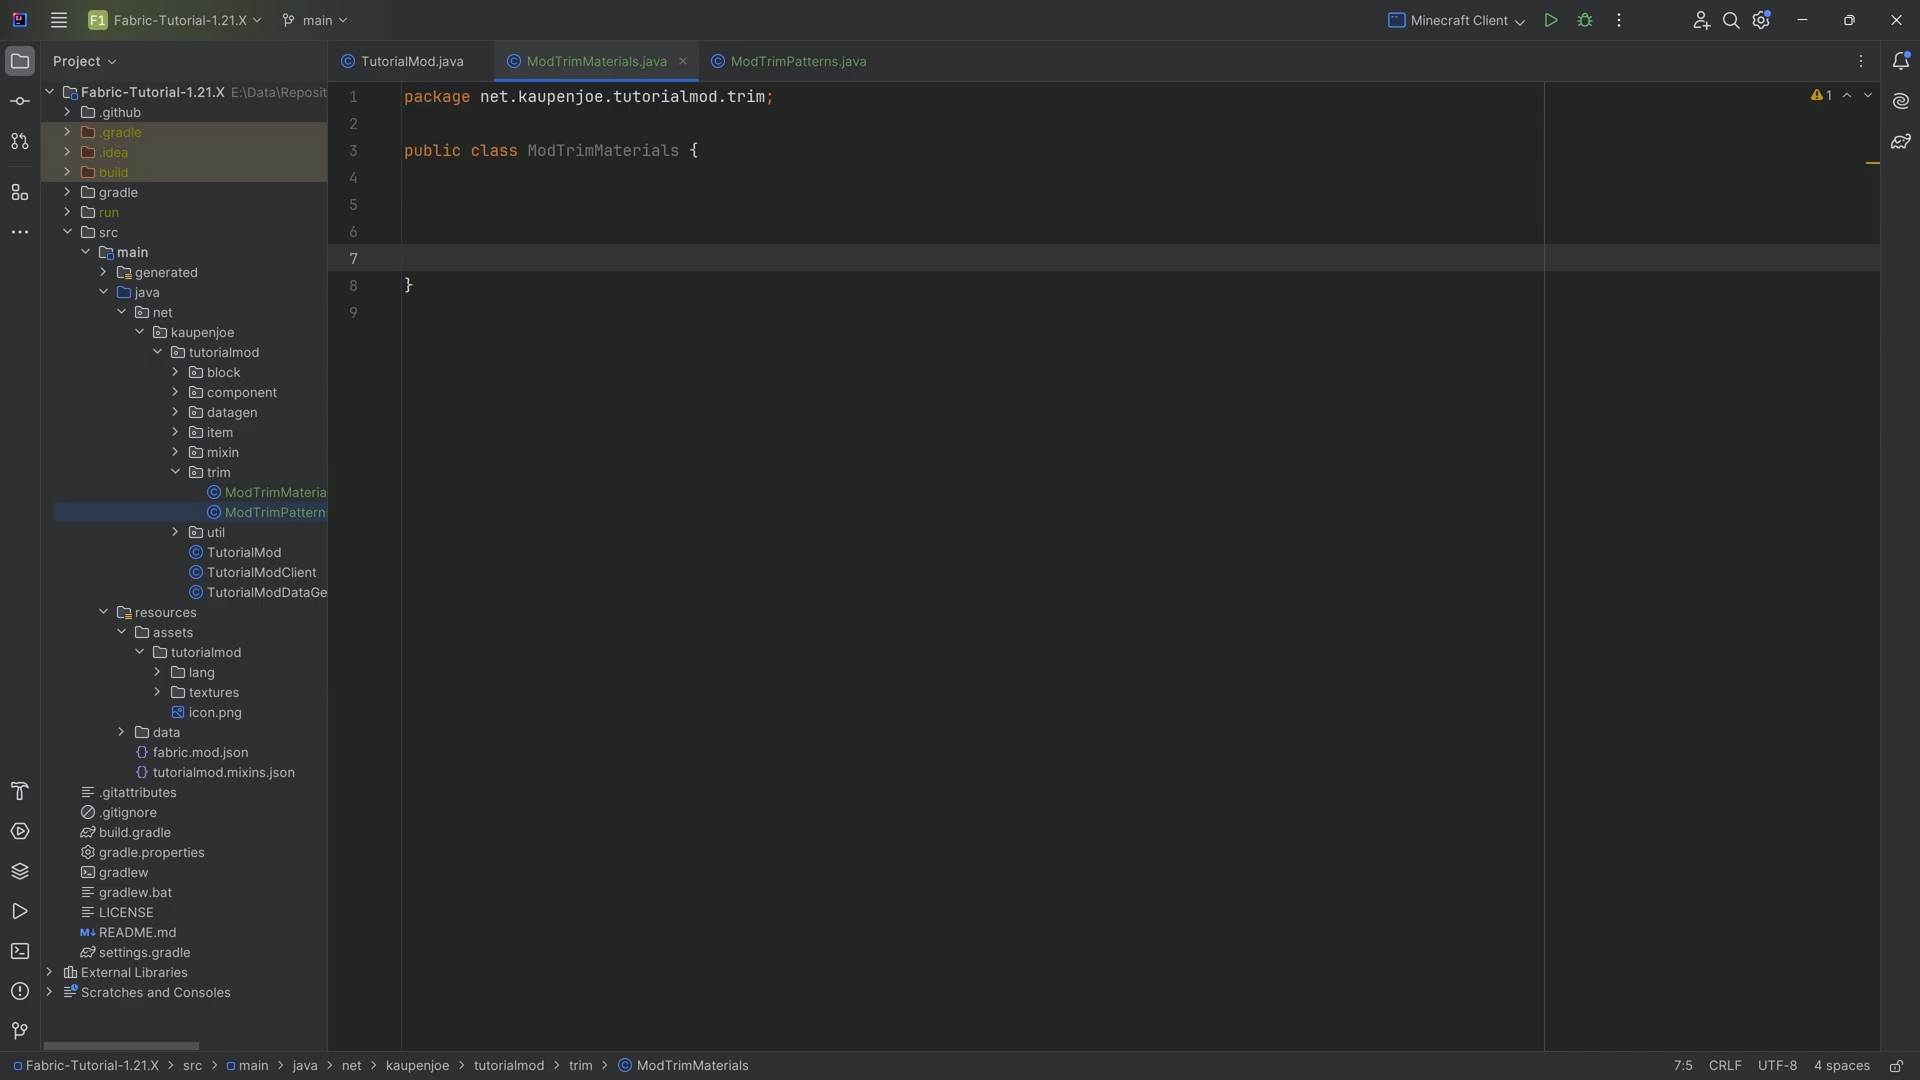 F1 Fabric-Tutorial-1.21.X main Minecraft Client
Project
TutorialMod.java ModTrimMaterials.java ModTrimPatterns.java
Fabric-Tutorial-1.21.X E:\Data\Reposit
.github
.gradle
.idea
build
gradle
run
src
main
generated
java
net
kaupenjoe
tutorialmod
block
component
datagen
item
mixin
trim
ModTrimMateria
ModTrimPattern
util
TutorialMod
TutorialModClient
TutorialModDataGe
resources
assets
tutorialmod
lang
textures
icon.png
data
fabric.mod.json
tutorialmod.mixins.json
.gitattributes
.gitignore
build.gradle
gradle.properties
gradlew
gradlew.bat
LICENSE
README.md
settings.gradle
External Libraries
Scratches and Consoles
1 package net.kaupenjoe.tutorialmod.trim;
2
3 public class ModTrimMaterials {
4
5
6
7
8 }
9
1
Fabric-Tutorial-1.21.X > src > main > java > net > kaupenjoe > tutorialmod > trim > ModTrimMaterials
7:5 CRLF UTF-8 4 spaces